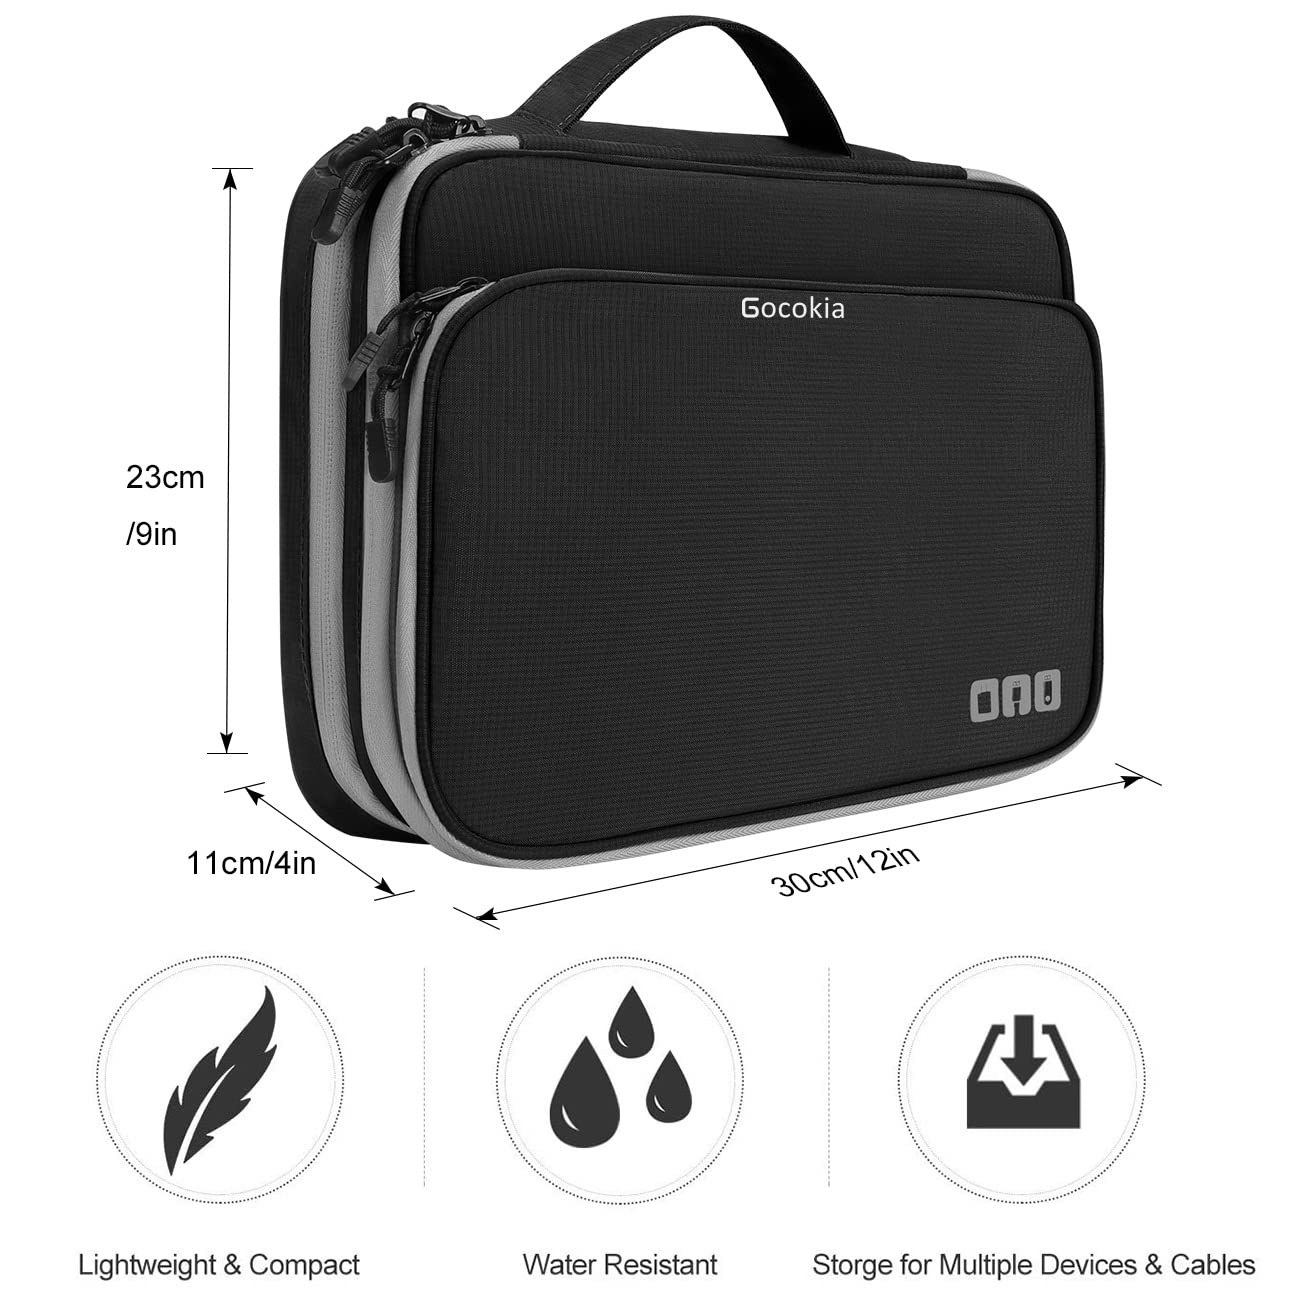 Gocokia
23cm
/9in
11cm/4in
30cm/12in
Lightweight & Compact
Water Resistant
Storge for Multiple Devices & Cables